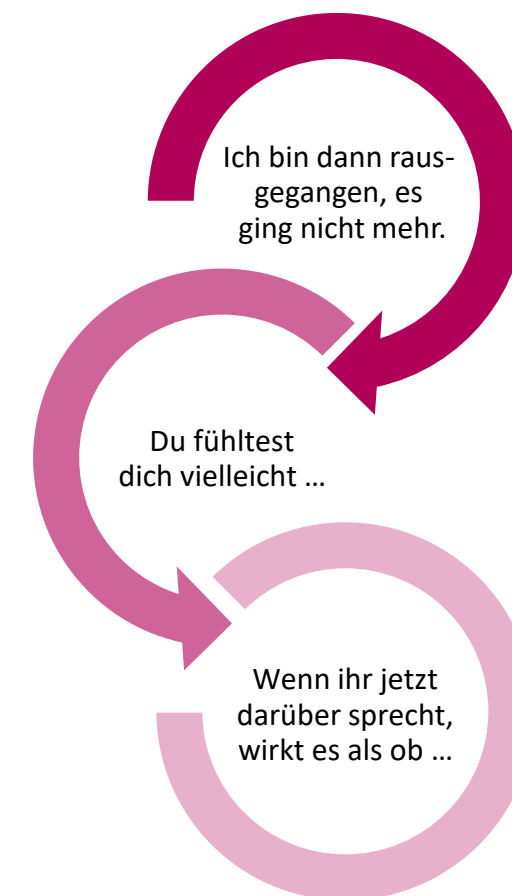 Ich bin dann raus-
gegangen, es
ging nicht mehr.
Du fühltest
dich vielleicht …
Wenn ihr jetzt
darüber sprecht,
wirkt es als ob …